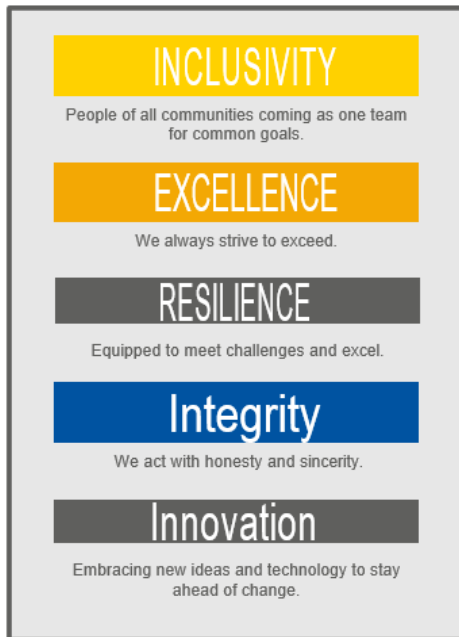 INCLUSIVITY
People of all communities coming as one team
for common goals.
EXCELLENCE
We always strive to exceed.
RESILIENCE
Equipped to meet challenges and excel.
Integrity
We act with honesty and sincerity.
Innovation
Embracing new ideas and technology to stay
ahead of change.